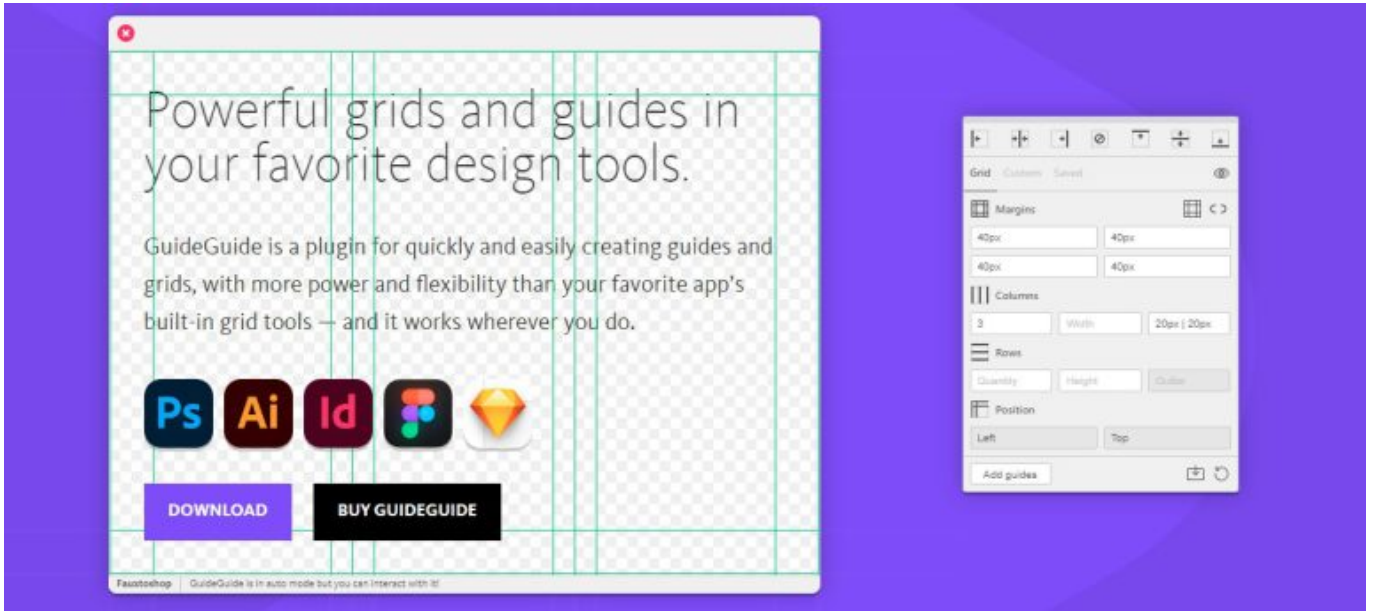 Powerful grids and guides in
your favorite design tools.
GuideGuide is a plugin for quickly and easily creating guides and
grids, with more power and flexibility than your favorite app's
built-in grid tools — and it works wherever you do.
Ps Ai Id
DOWNLOAD BUY GUIDEGUIDE
Faustoshop GuideGuide is in auto mode but you can interact with it!
Grid Custom Saved
Margins
40px 40px
40px 40px
Columns
3 Width 20px | 20px
Rows
Quantity Height Gutter
Position
Left Top
Add guides